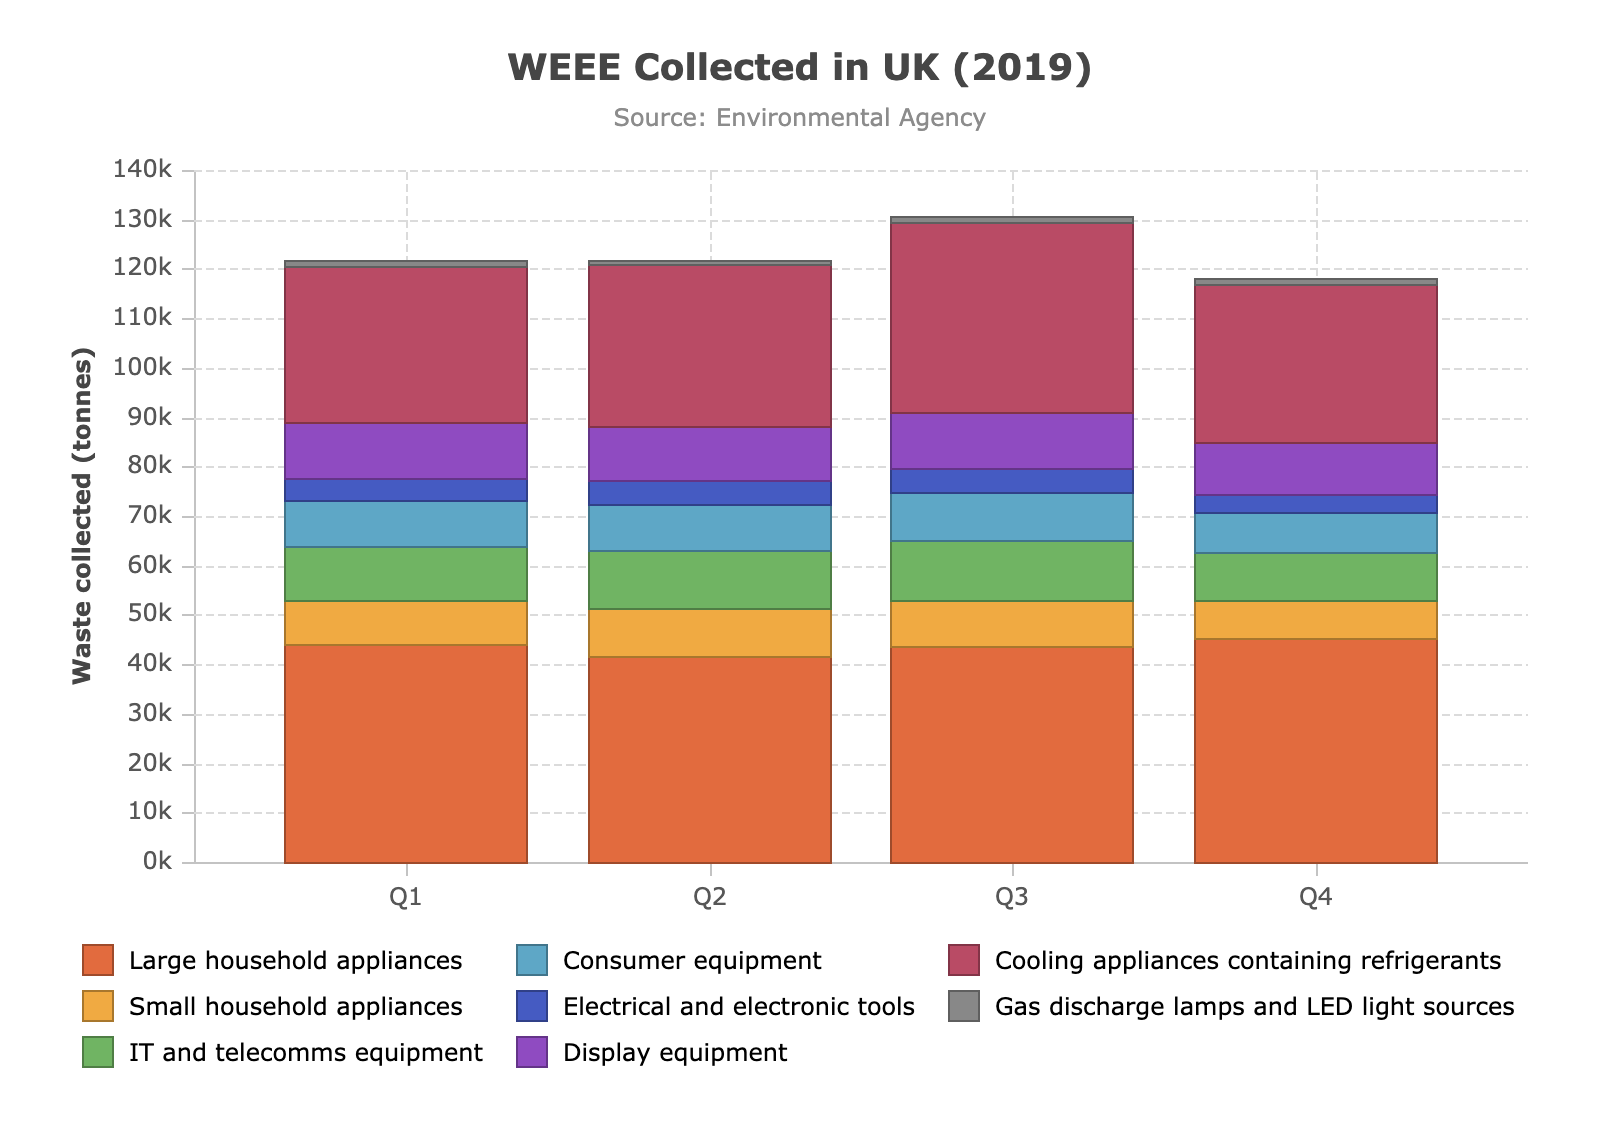 WEEE Collected in UK (2019)
Source: Environmental Agency
Waste collected (tonnes)
140k
130k
120k
110k
100k
90k
80k
70k
60k
50k
40k
30k
20k
10k
0k
Q1 Q2 Q3 Q4
Large household appliances
Small household appliances
IT and telecomms equipment
Consumer equipment
Electrical and electronic tools
Display equipment
Cooling appliances containing refrigerants
Gas discharge lamps and LED light sources